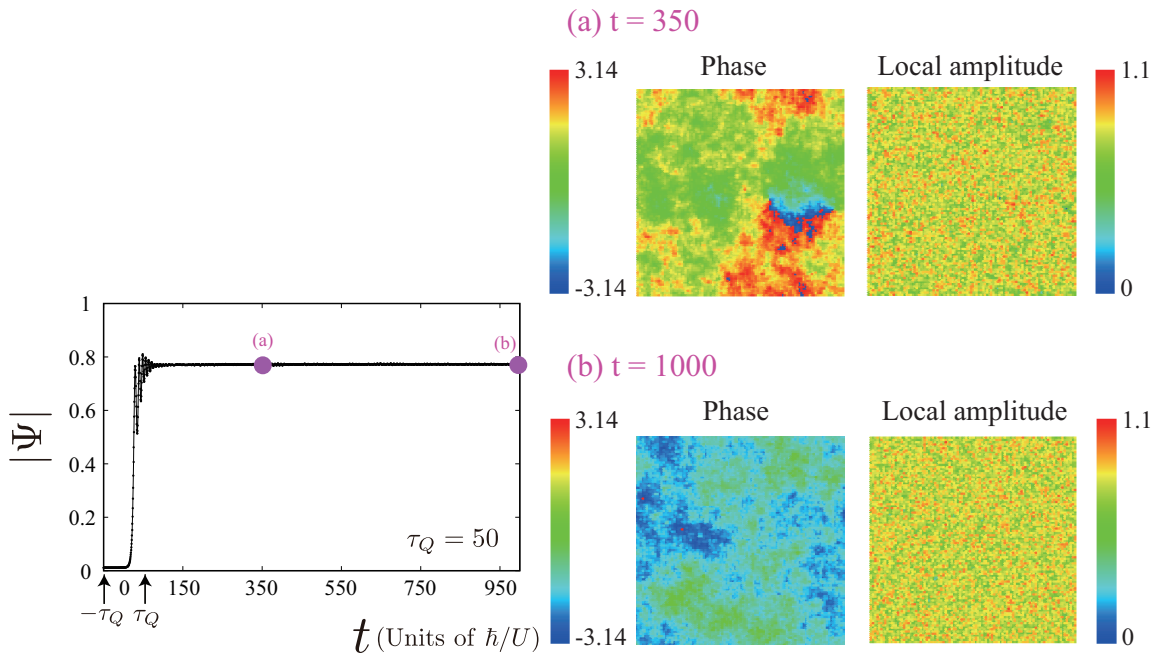 (a) t = 350
Phase
Local amplitude
3.14
-3.14
1.1
0
(b) t = 1000
Phase
Local amplitude
3.14
-3.14
1.1
0
|Ψ|
1
0.8
0.6
0.4
0.2
0
(a)
(b)
τ_Q = 50
0 150 350 550 750 950
−τ_Q τ_Q
t (Units of ħ/U)